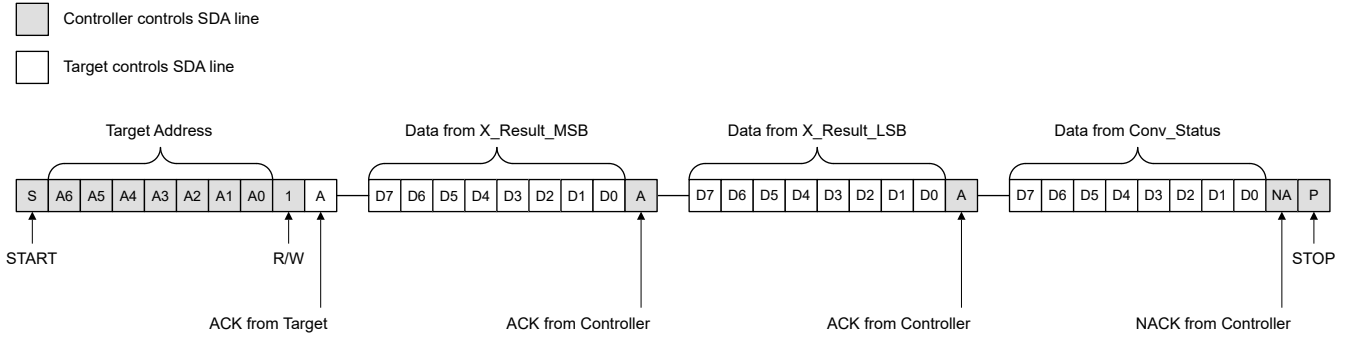 Controller controls SDA line
Target controls SDA line
Target Address Data from X_Result_MSB Data from X_Result_LSB Data from Conv_Status
S A6 A5 A4 A3 A2 A1 A0 1 A D7 D6 D5 D4 D3 D2 D1 D0 A D7 D6 D5 D4 D3 D2 D1 D0 A D7 D6 D5 D4 D3 D2 D1 D0 NA P
START R/W STOP
ACK from Target ACK from Controller ACK from Controller NACK from Controller